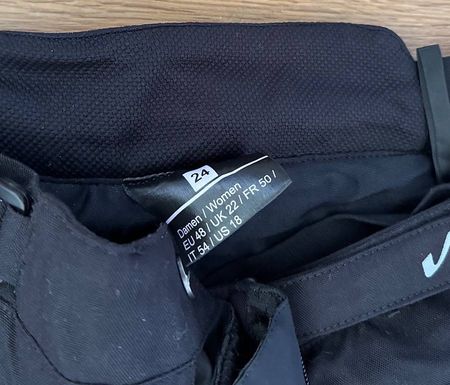 24
Damen / Women
EU 48 / UK 22 / FR 50 /
IT 54 / US 18